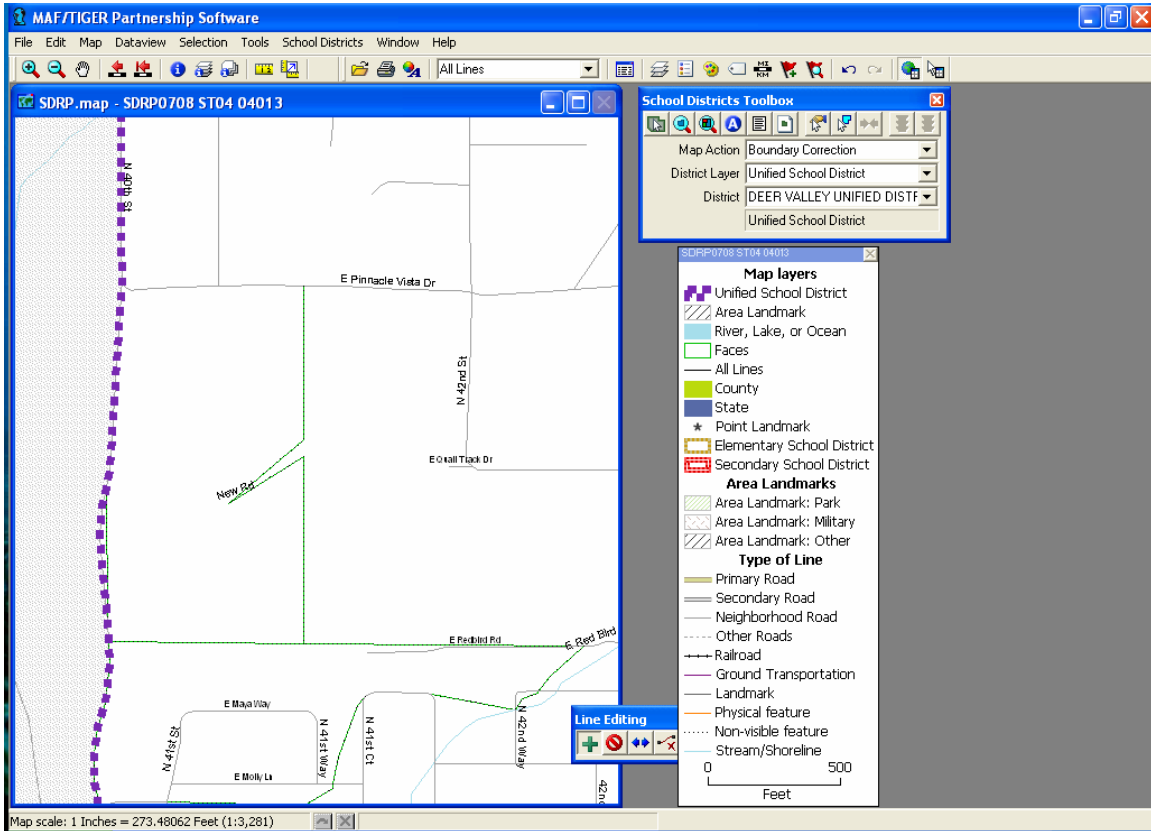 MAF/TIGER Partnership Software
File Edit Map Dataview Selection Tools School Districts Window Help
All Lines
MI
KM
SDRP.map - SDRP0708 ST04 04013
N 40th St
E Pinnacle Vista Dr
N 42nd St
E Quail Track Dr
New Rd
E Redbird Rd
E Red Bird
E Maya Way
N 41st St
N 41st Way
N 41st Ct
N 42nd Way
E Molly Ln
42nd
School Districts Toolbox
Map Action Boundary Correction
District Layer Unified School District
District DEER VALLEY UNIFIED DISTF
Unified School District
SDRP0708 ST04 04013
Map layers
Unified School District
Area Landmark
River, Lake, or Ocean
Faces
All Lines
County
State
Point Landmark
Elementary School District
Secondary School District
Area Landmarks
Area Landmark: Park
Area Landmark: Military
Area Landmark: Other
Type of Line
Primary Road
Secondary Road
Neighborhood Road
Other Roads
Railroad
Ground Transportation
Landmark
Physical feature
Non-visible feature
Stream/Shoreline
0 500
Feet
Line Editing
Map scale: 1 Inches = 273.48062 Feet (1:3,281)